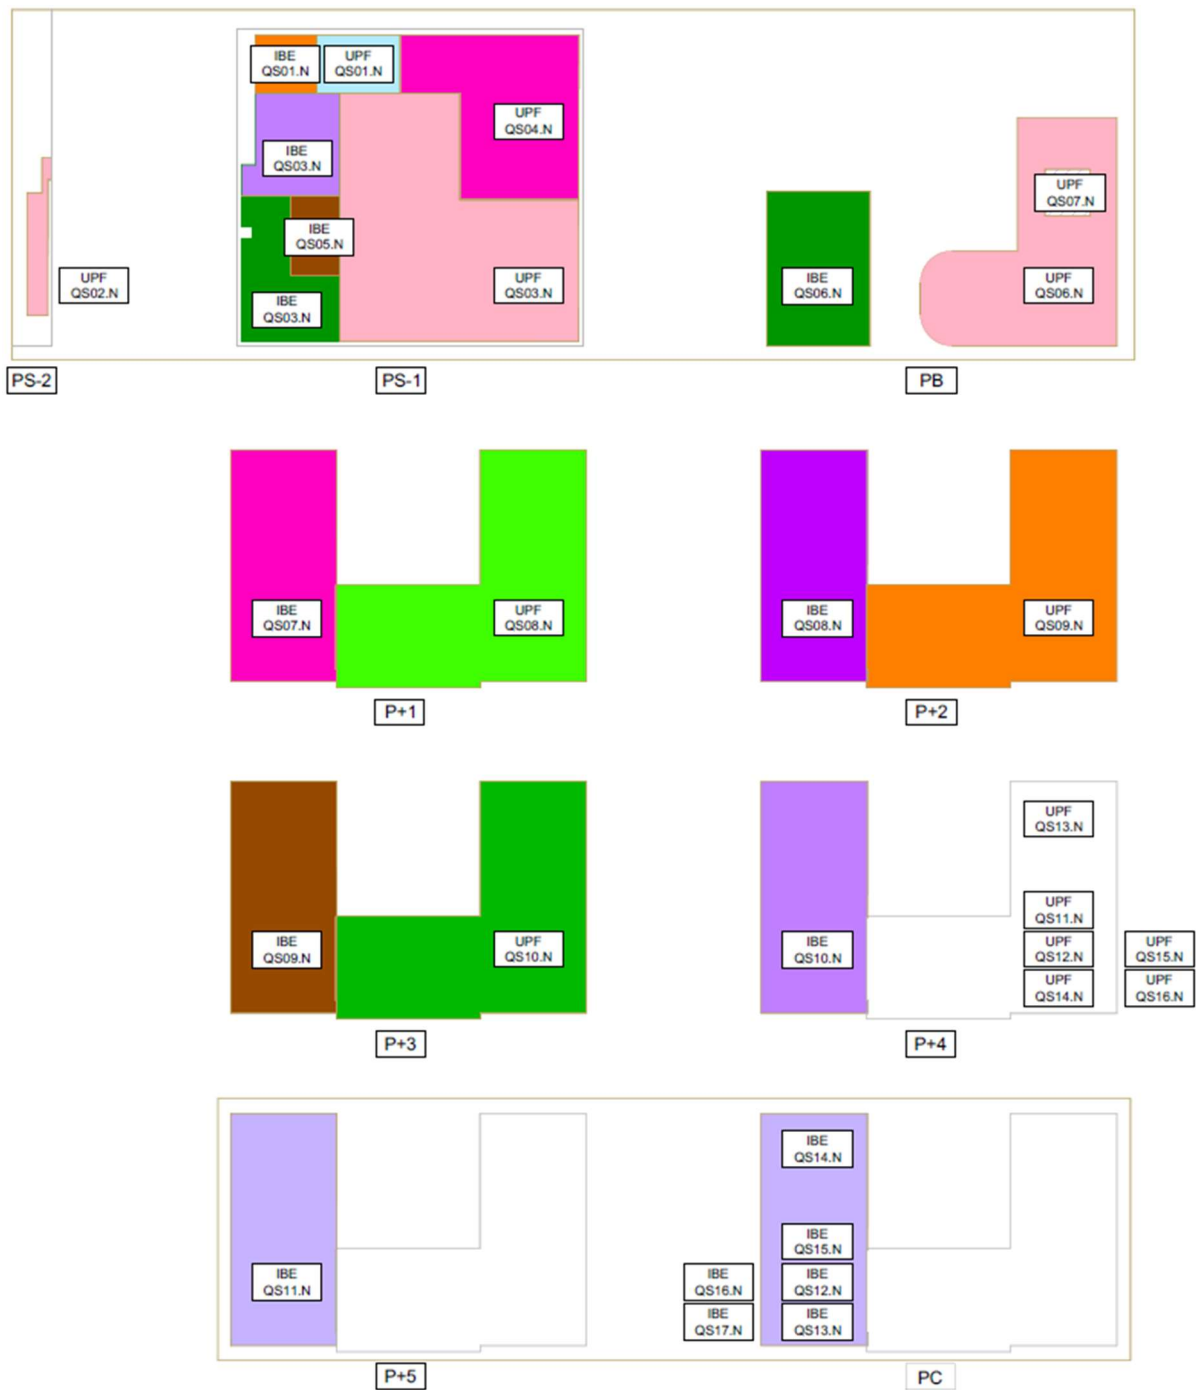 IBE
QS01.N
UPF
QS01.N
UPF
QS04.N
IBE
QS03.N
UPF
QS07.N
IBE
QS05.N
UPF
QS02.N
IBE
QS03.N
UPF
QS03.N
IBE
QS06.N
UPF
QS06.N
PS-2
PS-1
PB
IBE
QS07.N
UPF
QS08.N
IBE
QS08.N
UPF
QS09.N
P+1
P+2
UPF
QS13.N
UPF
QS11.N
IBE
QS09.N
UPF
QS10.N
IBE
QS10.N
UPF
QS12.N
UPF
QS15.N
UPF
QS14.N
UPF
QS16.N
P+3
P+4
IBE
QS14.N
IBE
QS15.N
IBE
QS11.N
IBE
QS16.N
IBE
QS12.N
IBE
QS17.N
IBE
QS13.N
P+5
PC